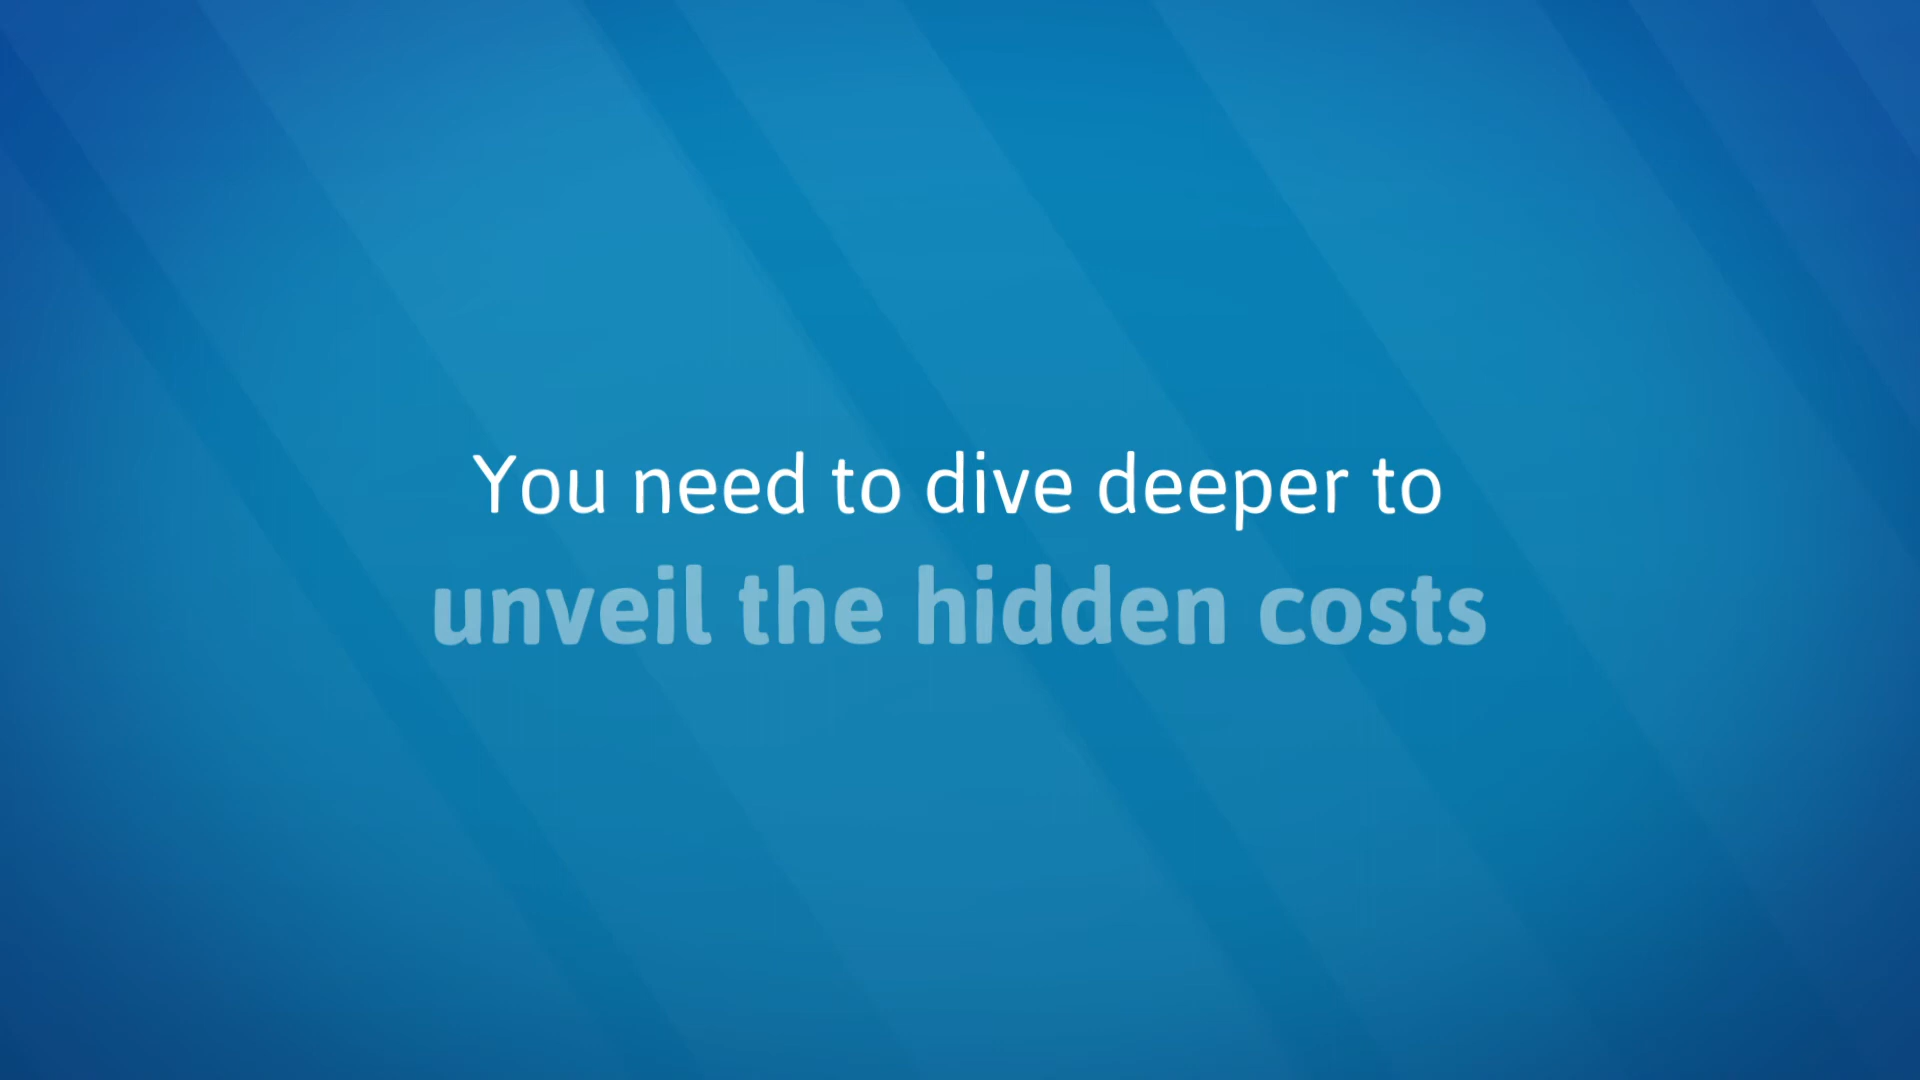 You need to dive deeper to
unveil the hidden costs